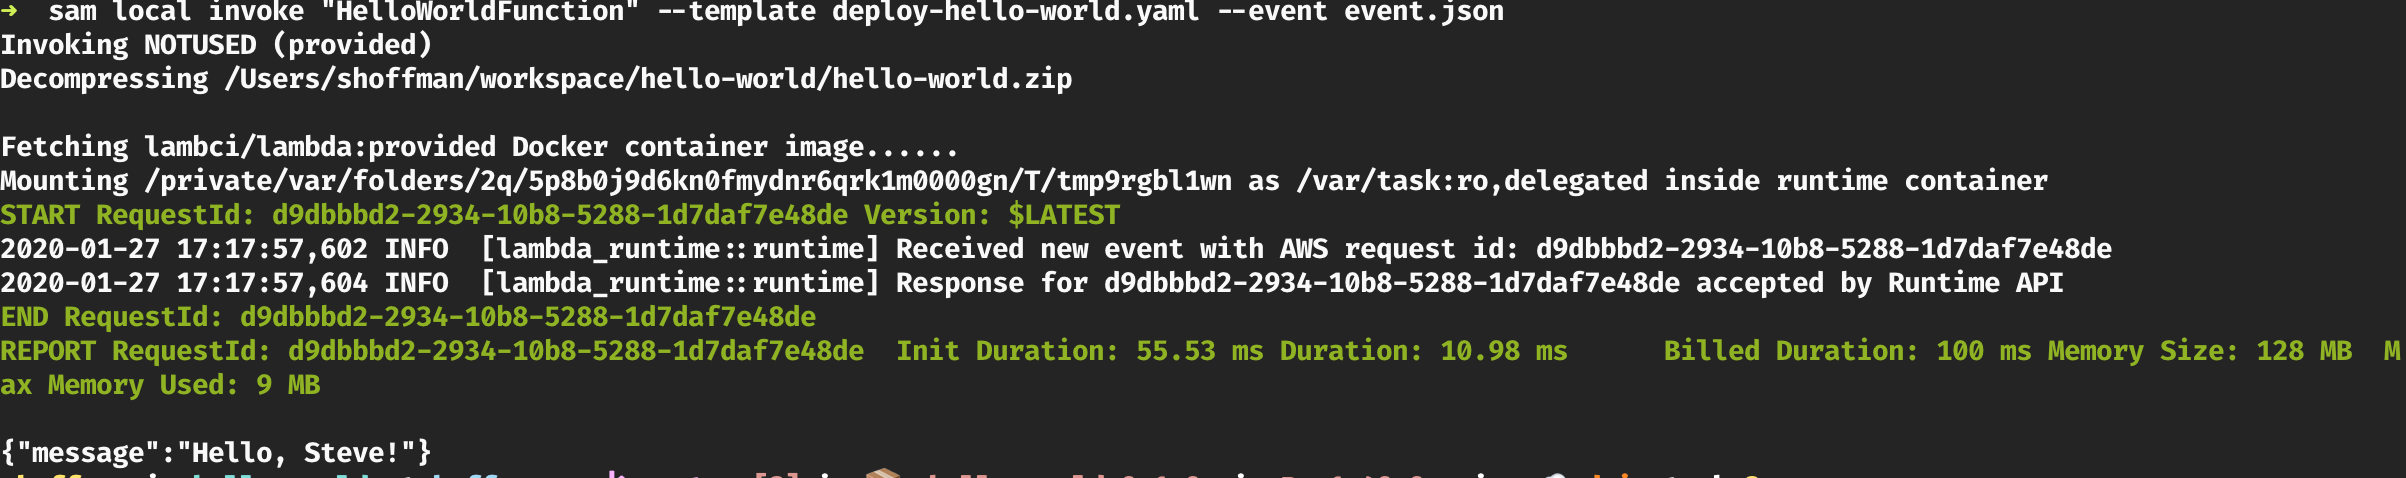 ➜ sam local invoke "HelloWorldFunction" --template deploy-hello-world.yaml --event event.json
Invoking NOTUSED (provided)
Decompressing /Users/shoffman/workspace/hello-world/hello-world.zip
Fetching lambci/lambda:provided Docker container image......
Mounting /private/var/folders/2q/5p8b0j9d6kn0fmydnr6qrk1m0000gn/T/tmp9rgbl1wn as /var/task:ro,delegated inside runtime container
START RequestId: d9dbbbd2-2934-10b8-5288-1d7daf7e48de Version: $LATEST
2020-01-27 17:17:57,602 INFO [lambda_runtime::runtime] Received new event with AWS request id: d9dbbbd2-2934-10b8-5288-1d7daf7e48de
2020-01-27 17:17:57,604 INFO [lambda_runtime::runtime] Response for d9dbbbd2-2934-10b8-5288-1d7daf7e48de accepted by Runtime API
END RequestId: d9dbbbd2-2934-10b8-5288-1d7daf7e48de
REPORT RequestId: d9dbbbd2-2934-10b8-5288-1d7daf7e48de Init Duration: 55.53 ms Duration: 10.98 ms Billed Duration: 100 ms Memory Size: 128 MB M
ax Memory Used: 9 MB
{"message":"Hello, Steve!"}